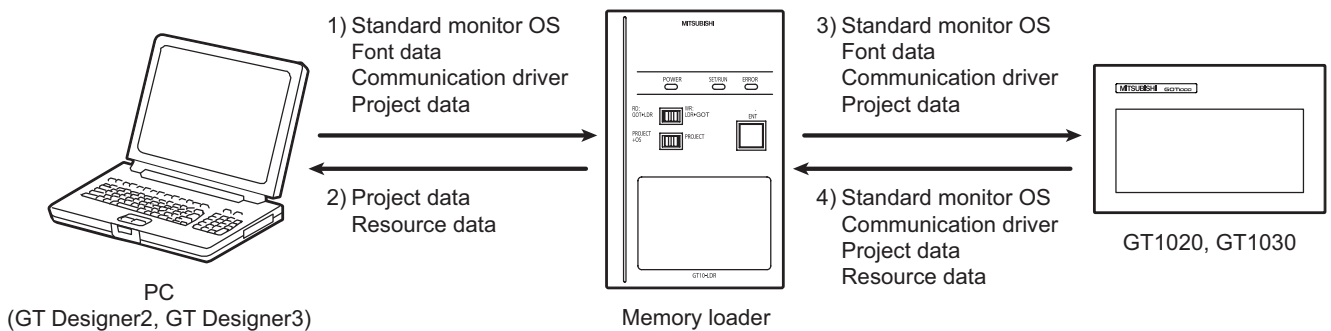 1) Standard monitor OS
Font data
Communication driver
Project data
2) Project data
Resource data
PC
(GT Designer2, GT Designer3)
MITSUBISHI
POWER SET/RUN ERROR
RD:
GOT▸LDR
WR:
LDR▸GOT
ENT
PROJECT
+OS
PROJECT
GT10-LDR
Memory loader
3) Standard monitor OS
Font data
Communication driver
Project data
4) Standard monitor OS
Communication driver
Project data
Resource data
MITSUBISHI GOT1000
GT1020, GT1030